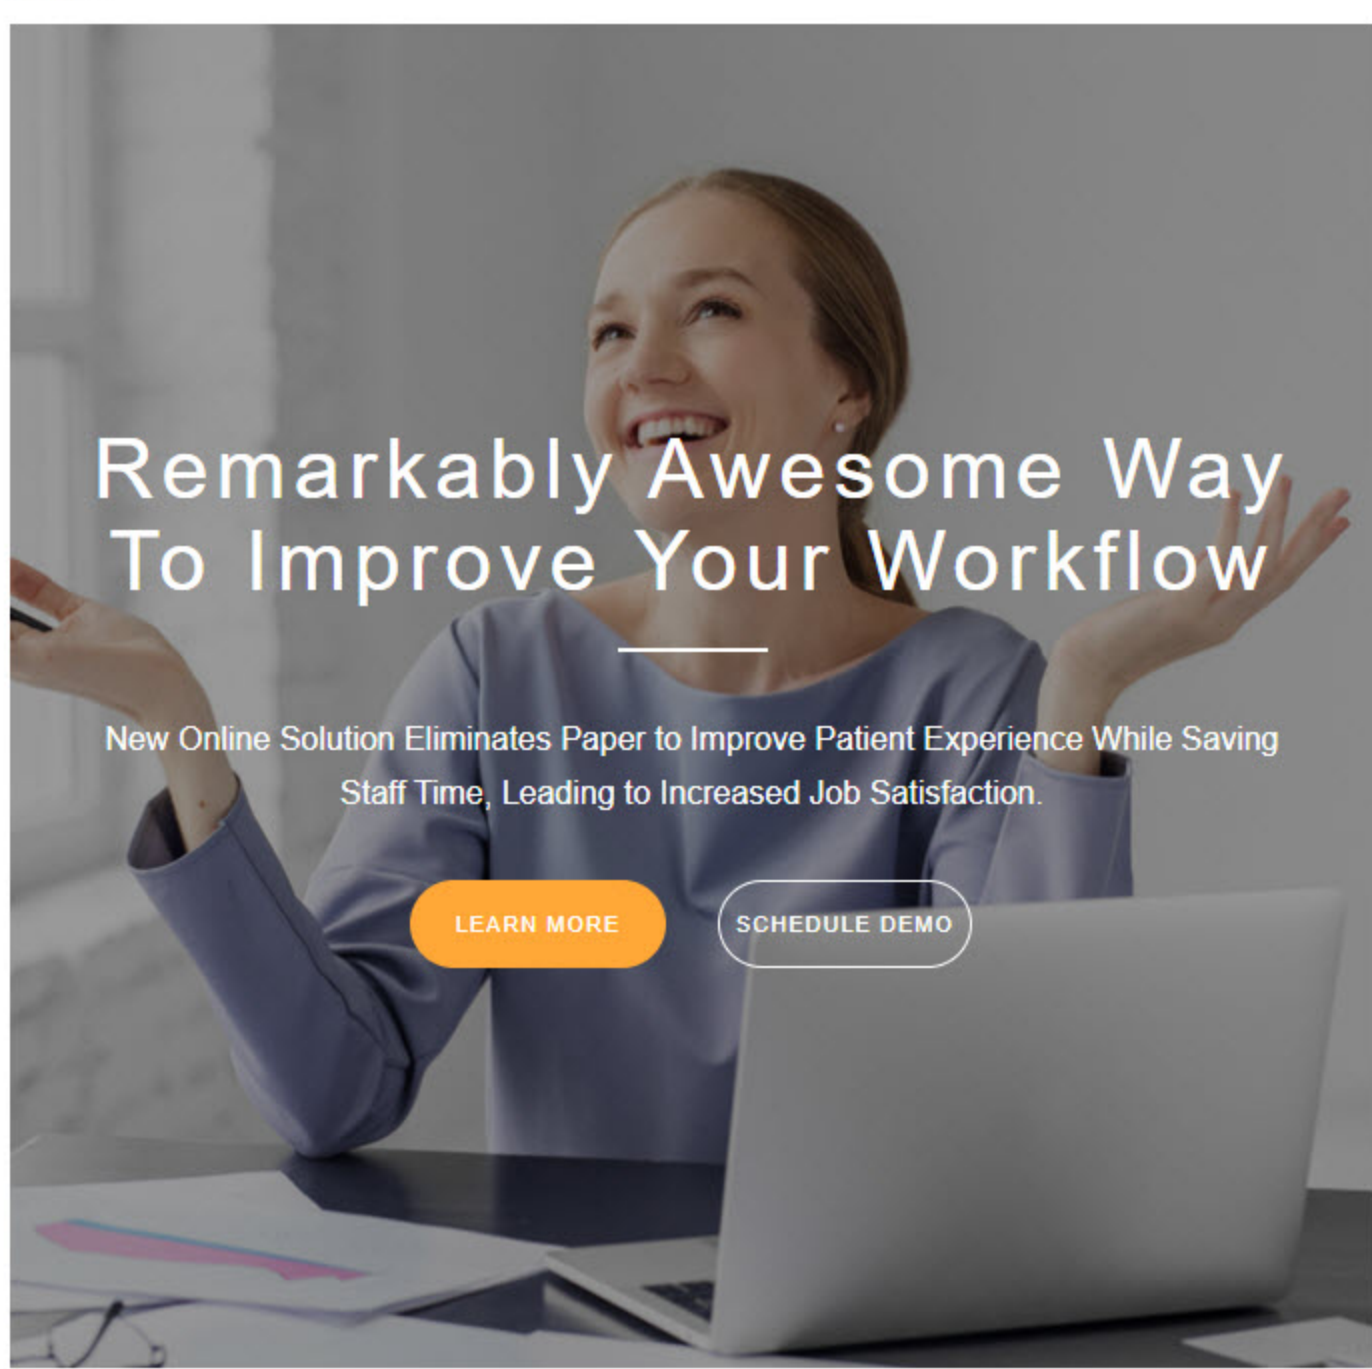 Remarkably Awesome Way
To Improve Your Workflow
New Online Solution Eliminates Paper to Improve Patient Experience While Saving
Staff Time, Leading to Increased Job Satisfaction.
LEARN MORE
SCHEDULE DEMO